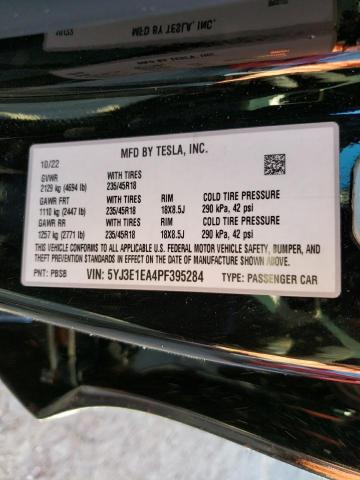 MFD BY TESLA, INC.
10/22
GVWR WITH TIRES
2129 kg (4694 lb) 235/45R18
GAWR FRT WITH TIRES RIM COLD TIRE PRESSURE
1110 kg (2447 lb) 235/45R18 18X8.5J 290 kPa, 42 psi
GAWR RR WITH TIRES RIM COLD TIRE PRESSURE
1257 kg (2771 lb) 235/45R18 18X8.5J 290 kPa, 42 psi
THIS VEHICLE CONFORMS TO ALL APPLICABLE U.S. FEDERAL MOTOR VEHICLE SAFETY, BUMPER, AND
THEFT PREVENTION STANDARDS IN EFFECT ON THE DATE OF MANUFACTURE SHOWN ABOVE.
PNT: PBSB VIN: 5YJ3E1EA4PF395284 TYPE: PASSENGER CAR